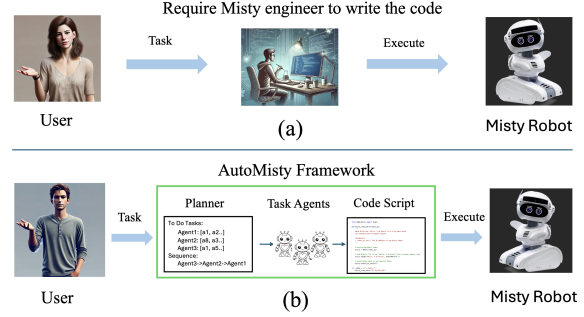 Require Misty engineer to write the code
Task
Execute
User
(a)
Misty Robot
AutoMisty Framework
Planner
Task Agents
Code Script
Task
Execute
To Do Tasks:
Agent1: [a1, a2..]
Agent2: [a8, a3..]
Agent3: [a1, a5..]
Sequence:
Agent3->Agent2->Agent1
User
(b)
Misty Robot